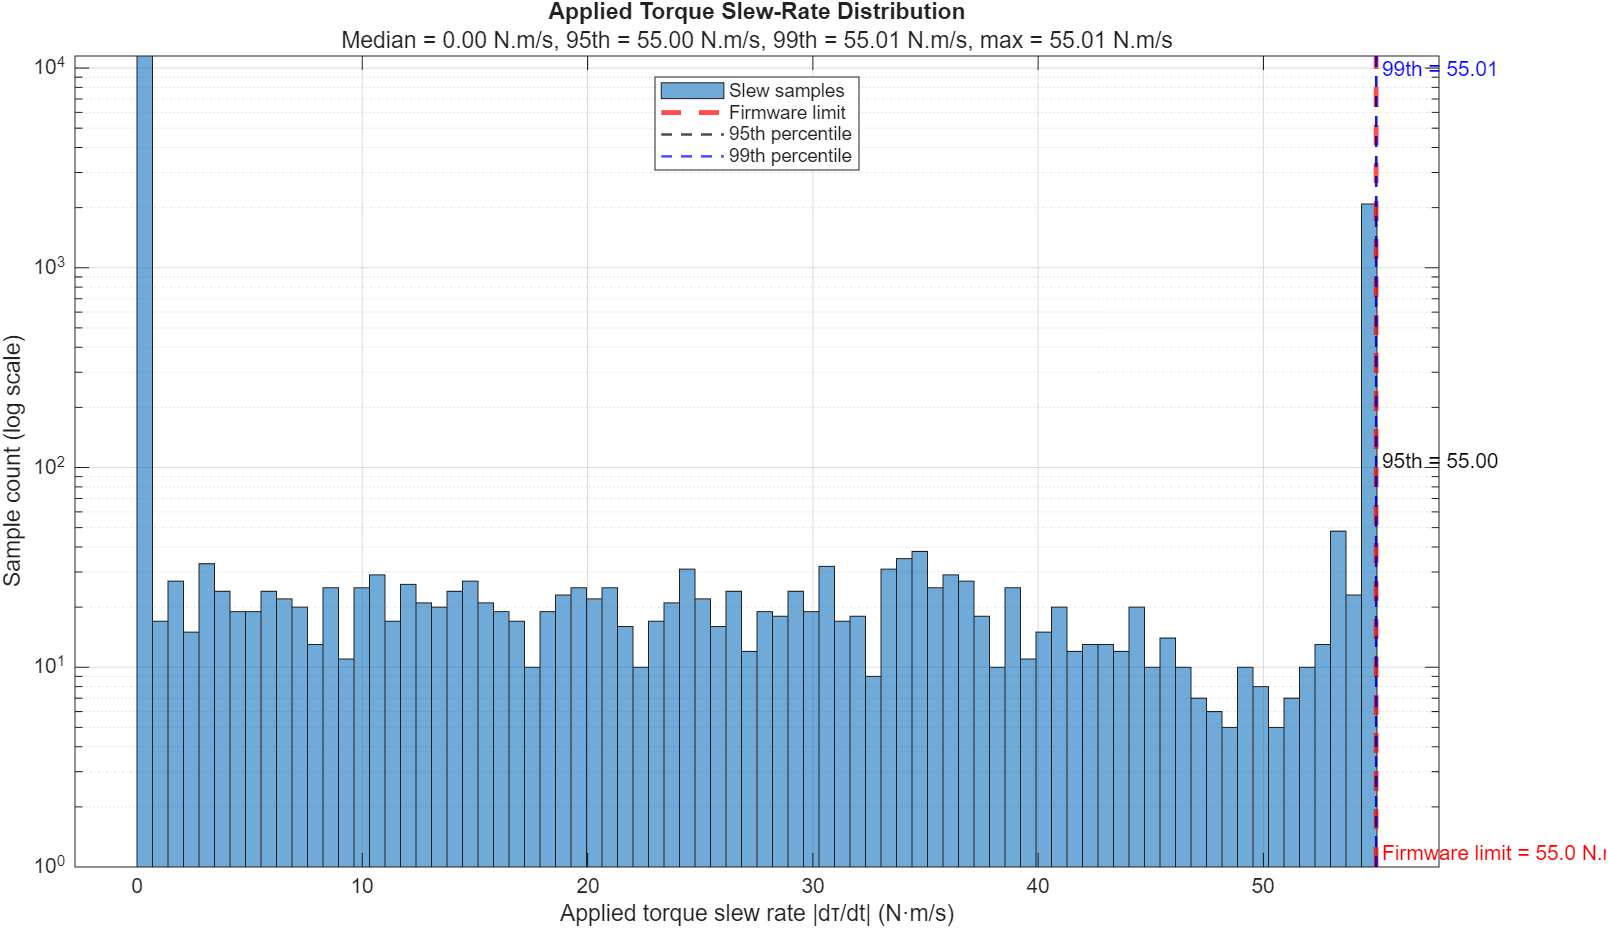 Applied Torque Slew-Rate Distribution
Median = 0.00 N.m/s, 95th = 55.00 N.m/s, 99th = 55.01 N.m/s, max = 55.01 N.m/s
Slew samples
Firmware limit
95th percentile
99th percentile
99th = 55.01
95th = 55.00
Firmware limit = 55.0 N.
Sample count (log scale)
10⁴
10³
10²
10¹
10⁰
0 10 20 30 40 50
Applied torque slew rate |dτ/dt| (N·m/s)